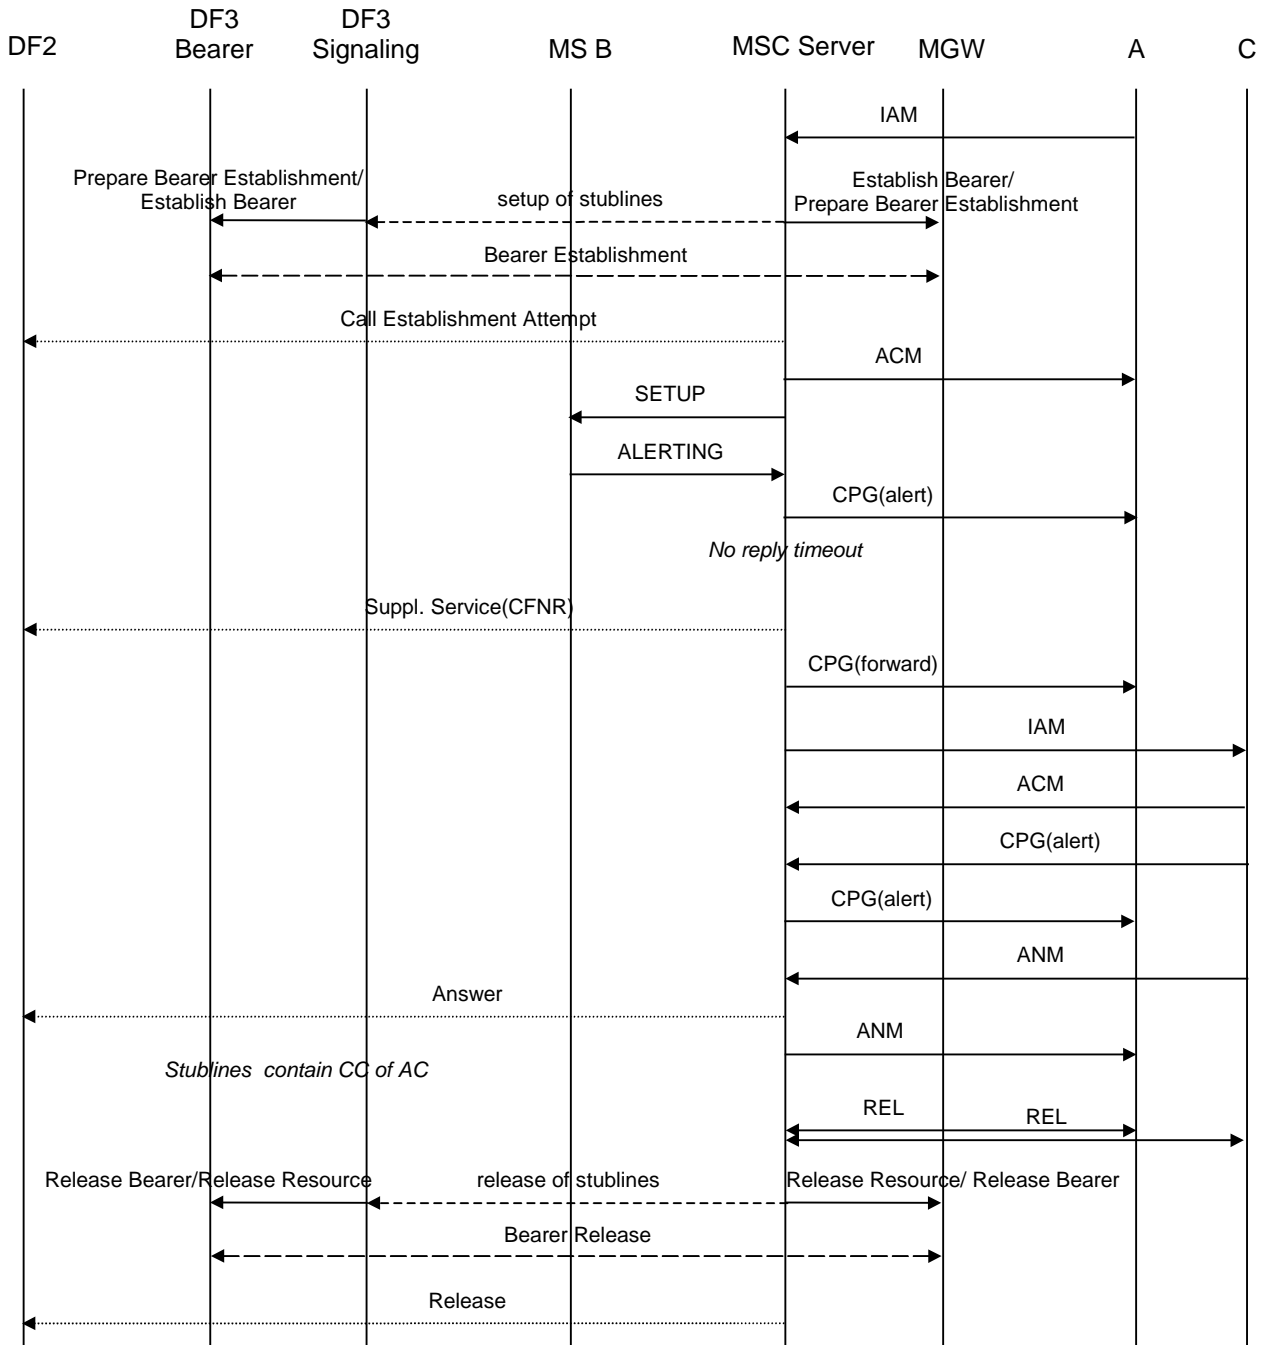 DF2
DF3
Bearer
DF3
Signaling
MS B
MSC Server
MGW
A
C
IAM
Prepare Bearer Establishment/
Establish Bearer
setup of stublines
Establish Bearer/
Prepare Bearer Establishment
Bearer Establishment
Call Establishment Attempt
ACM
SETUP
ALERTING
CPG(alert)
No reply timeout
Suppl. Service(CFNR)
CPG(forward)
IAM
ACM
CPG(alert)
CPG(alert)
ANM
Answer
ANM
Stublines contain CC of AC
REL
REL
Release Bearer/Release Resource
release of stublines
Release Resource/ Release Bearer
Bearer Release
Release